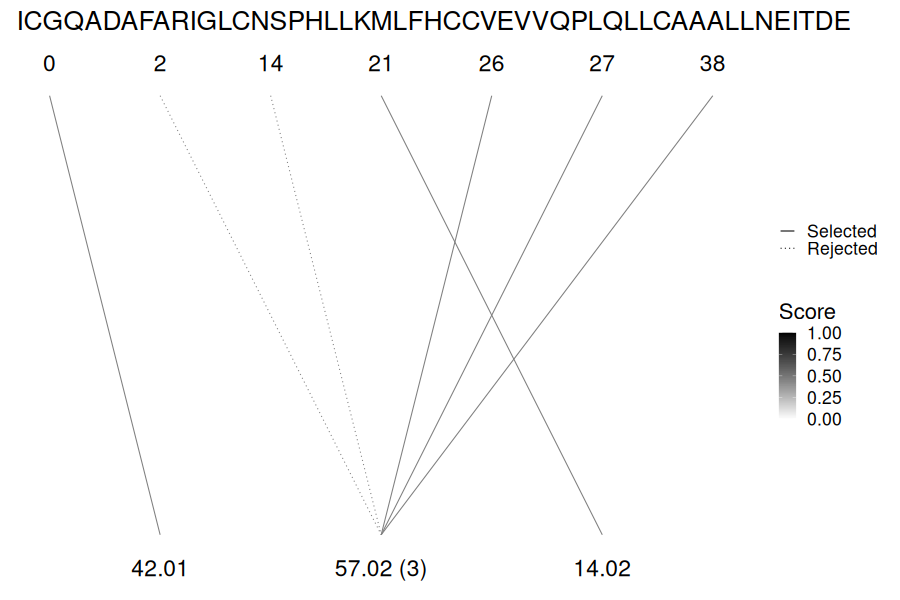 ICGQADAFARIGLCNSPHLLKMLFHCCVEVVQPLQLLCAAALLNEITDE
0 2 14 21 26 27 38
Selected
Rejected
Score
1.00
0.75
0.50
0.25
0.00
42.01 57.02 (3) 14.02